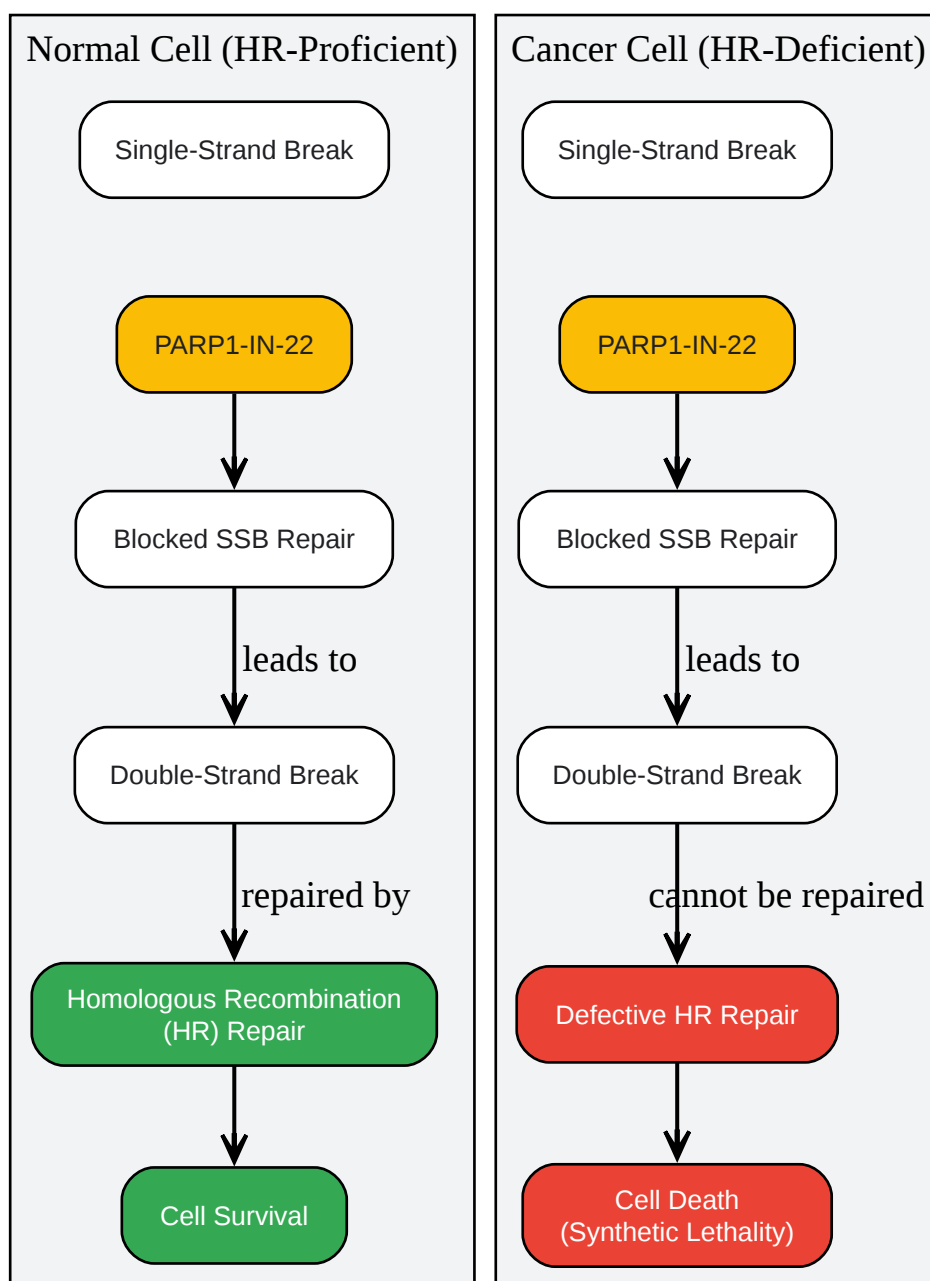 Normal Cell (HR-Proficient)
Single-Strand Break
PARP1-IN-22
Blocked SSB Repair
leads to
Double-Strand Break
repaired by
Homologous Recombination
(HR) Repair
Cell Survival
Cancer Cell (HR-Deficient)
Single-Strand Break
PARP1-IN-22
Blocked SSB Repair
leads to
Double-Strand Break
cannot be repaired
Defective HR Repair
Cell Death
(Synthetic Lethality)